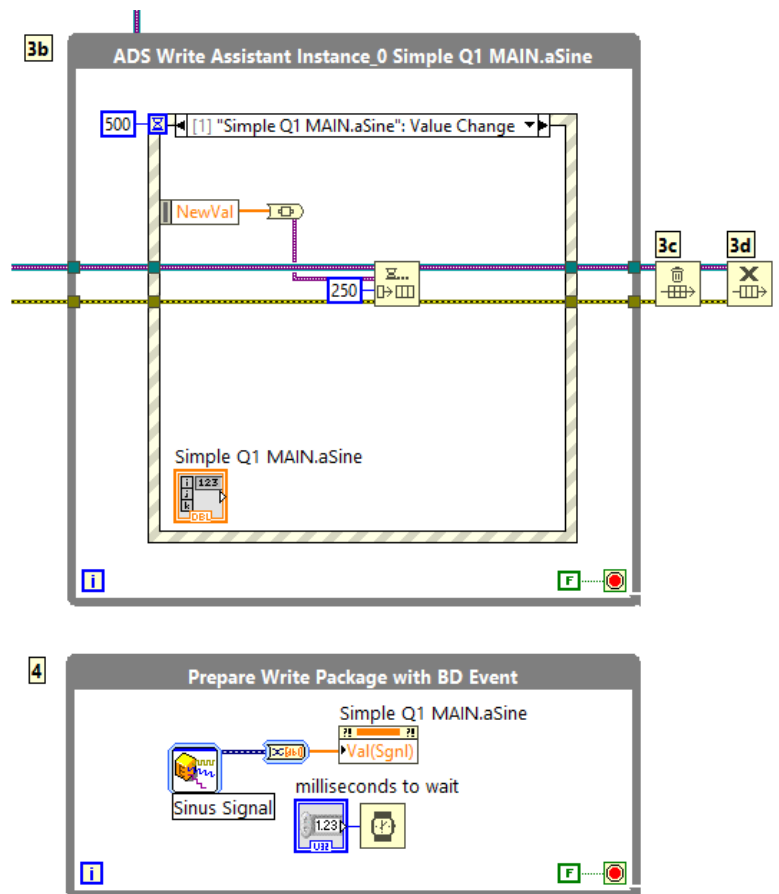 3b
ADS Write Assistant Instance_0 Simple Q1 MAIN.aSine
500
[1] "Simple Q1 MAIN.aSine": Value Change
NewVal
3c
3d
250
Simple Q1 MAIN.aSine
i
123
j
k
DBL
i
F
4
Prepare Write Package with BD Event
Simple Q1 MAIN.aSine
?! ?!
Val(Sgnl)
Sinus Signal
milliseconds to wait
1.23
U32
i
F